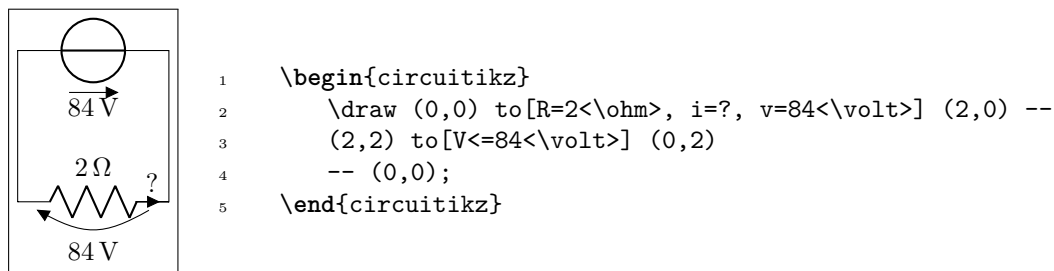 84 V
2 Ω
?
84 V
1 \begin{circuitikz}
2 \draw (0,0) to[R=2<\ohm>, i=?, v=84<\volt>] (2,0) --
3 (2,2) to[V<=84<\volt>] (0,2)
4 -- (0,0);
5 \end{circuitikz}